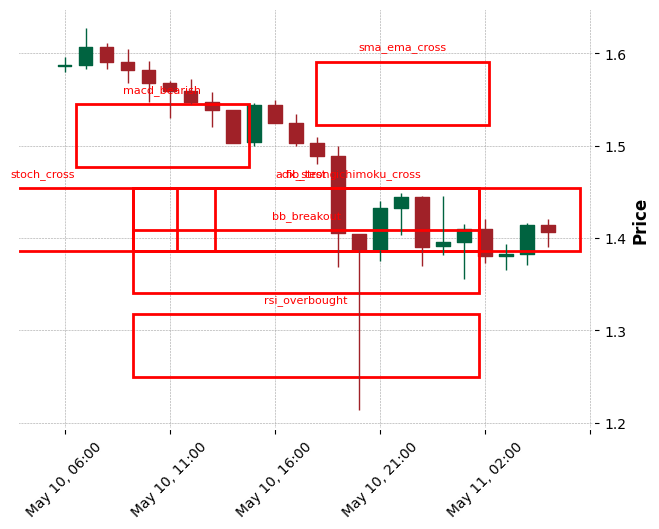 sma_ema_cross
macd_bearish
stoch_cross
ichimoku_cross
bb_breakout
rsi_overbought
1.6
1.5
1.4
1.3
1.2
Price
May 10, 06:00
May 10, 11:00
May 10, 16:00
May 10, 21:00
May 11, 02:00